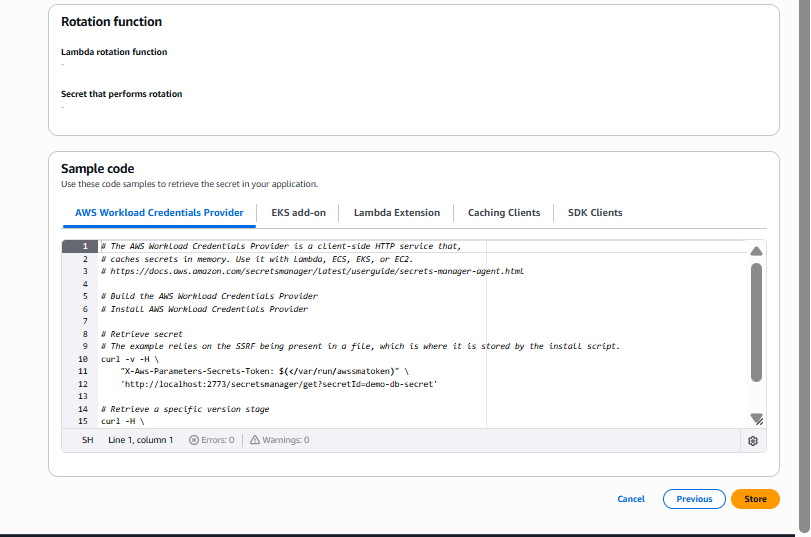 Rotation function
Lambda rotation function
-
Secret that performs rotation
-
Sample code
Use these code samples to retrieve the secret in your application.
AWS Workload Credentials Provider
EKS add-on
Lambda Extension
Caching Clients
SDK Clients
1 # The AWS Workload Credentials Provider is a client-side HTTP service that,
2 # caches secrets in memory. Use it with Lambda, ECS, EKS, or EC2.
3 # https://docs.aws.amazon.com/secretsmanager/latest/userguide/secrets-manager-agent.html
4
5 # Build the AWS Workload Credentials Provider
6 # Install AWS Workload Credentials Provider
7
8 # Retrieve secret
9 # The example relies on the SSRF being present in a file, which is where it is stored by the install script.
10 curl -v -H \
11 "X-Aws-Parameters-Secrets-Token: $(</var/run/awssmatoken)" \
12 'http://localhost:2773/secretsmanager/get?secretId=demo-db-secret'
13
14 # Retrieve a specific version stage
15 curl -H \
SH Line 1, column 1 Errors: 0 Warnings: 0
Cancel Previous Store